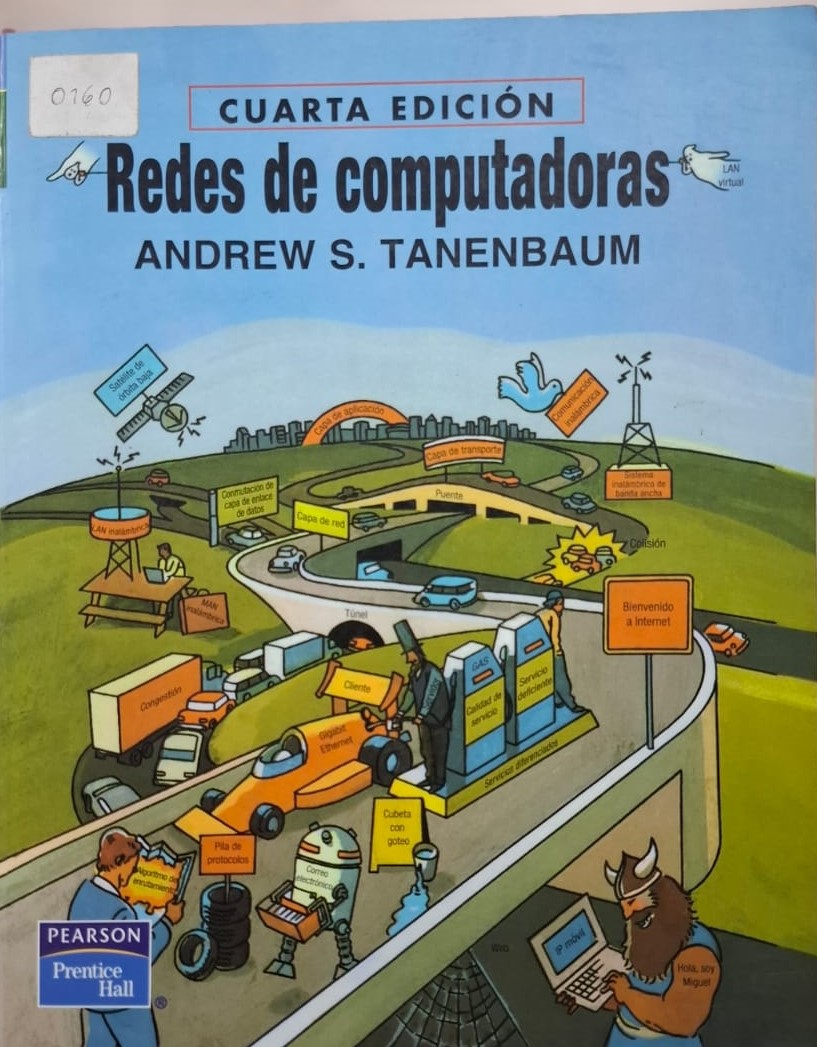 0160
CUARTA EDICIÓN
Redes de computadoras
LAN
virtual
ANDREW S. TANENBAUM
Satélite de
órbita baja
Comunicación
inalámbrica
Capa de aplicación
Capa de transporte
Sistema
inalámbrico de
banda ancha
Conmutación de
capa de enlace
de datos
Puente
Capa de red
LAN inalámbrica
Colisión
MAN
inalámbrica
Túnel
Bienvenido
a Internet
Congestión
Cliente
GAS
Calidad de
servicio
Servicio
deficiente
Gigabit
Ethernet
Servicios diferenciados
Cubeta
con
goteo
Pila de
protocolos
Algoritmo de
enrutamiento
Correo
electrónico
PEARSON
Prentice
Hall
®
Web
IP móvil
Hola, soy
Miguel